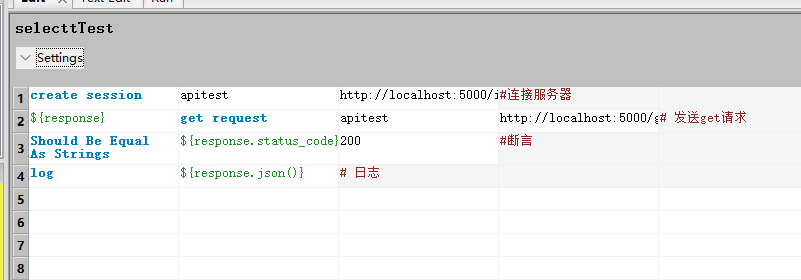 Edit Text Edit Run
selecttTest
Settings
1 create session apitest http://localhost:5000/ #连接服务器
2 ${response} get request apitest http://localhost:5000/ # 发送get请求
3 Should Be Equal As Strings ${response.status_code} 200 #断言
4 log ${response.json()} # 日志
5
6
7
8